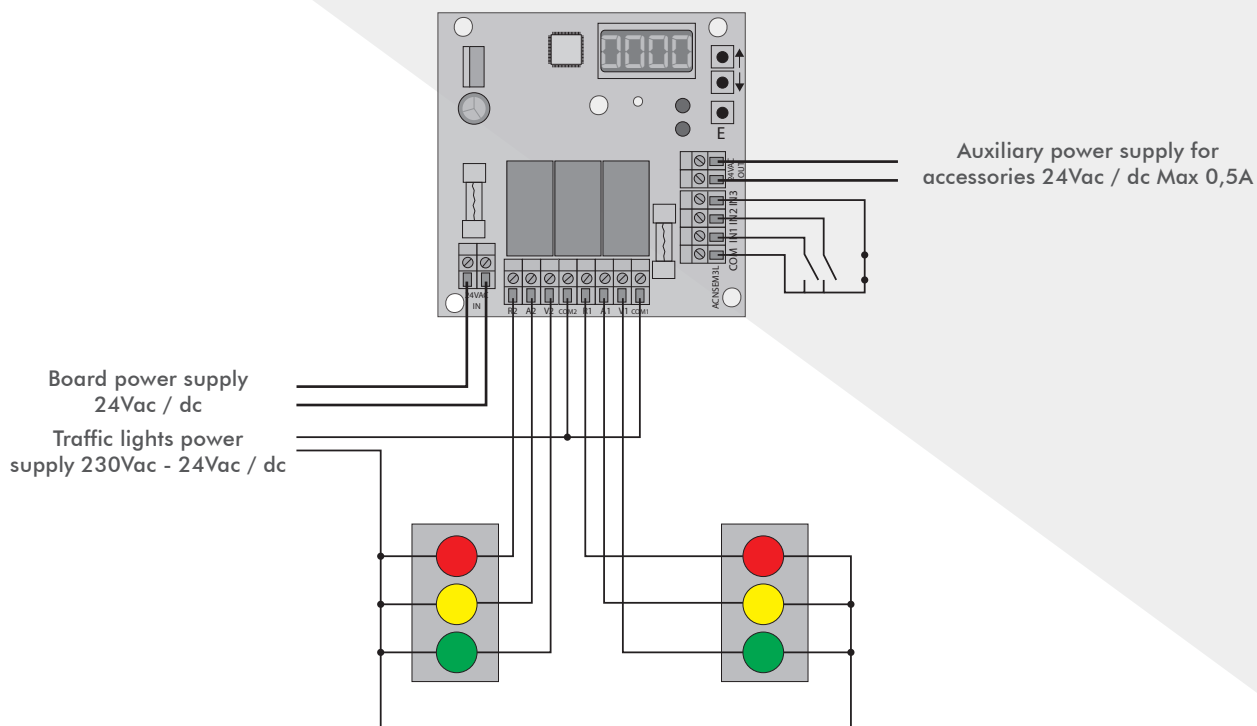 0000
E
24VAC
OUT
COM IN1 IN2 IN3
ACNSEM3L
24VAC
IN
R2 A2 V2 COM2 R1 A1 V1 COM1
Auxiliary power supply for
accessories 24Vac / dc Max 0,5A
Board power supply
24Vac / dc
Traffic lights power
supply 230Vac - 24Vac / dc